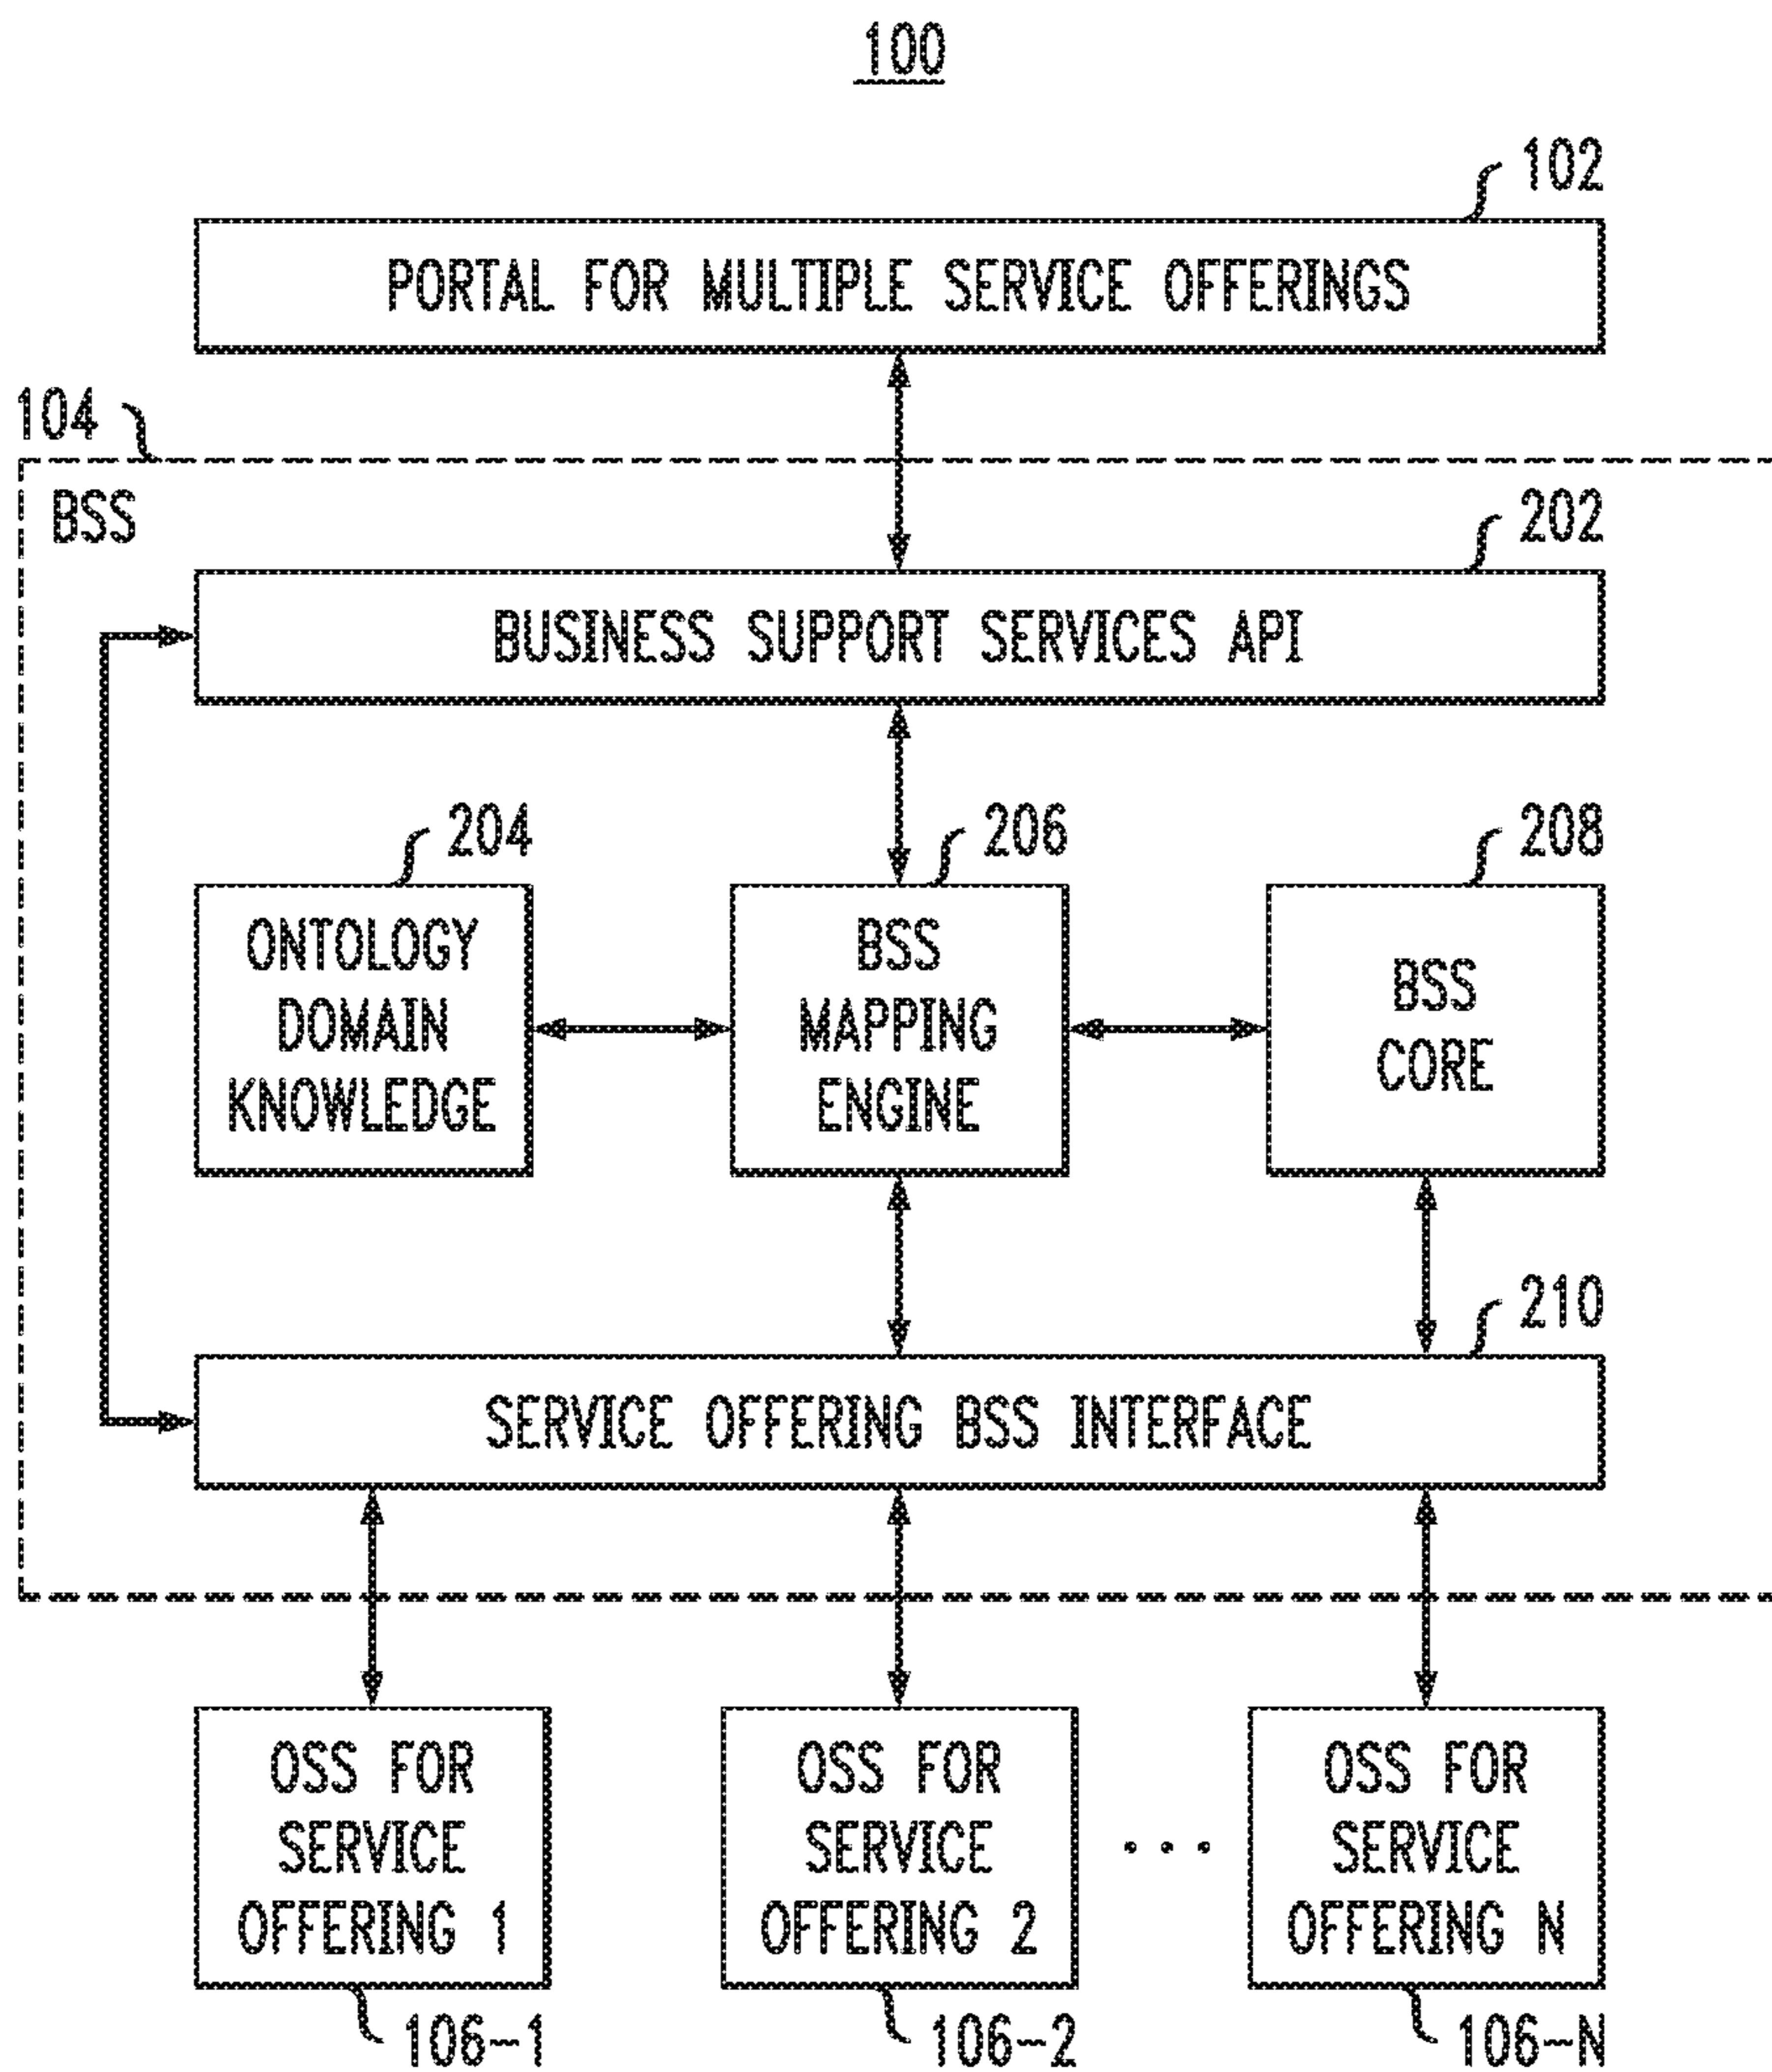 100
102
PORTAL FOR MULTIPLE SERVICE OFFERINGS
104
BSS
202
BUSINESS SUPPORT SERVICES API
204
206
208
ONTOLOGY
DOMAIN
KNOWLEDGE
BSS
MAPPING
ENGINE
BSS
CORE
210
SERVICE OFFERING BSS INTERFACE
OSS FOR
SERVICE
OFFERING 1
OSS FOR
SERVICE
OFFERING 2
...
OSS FOR
SERVICE
OFFERING N
106-1
106-2
106-N